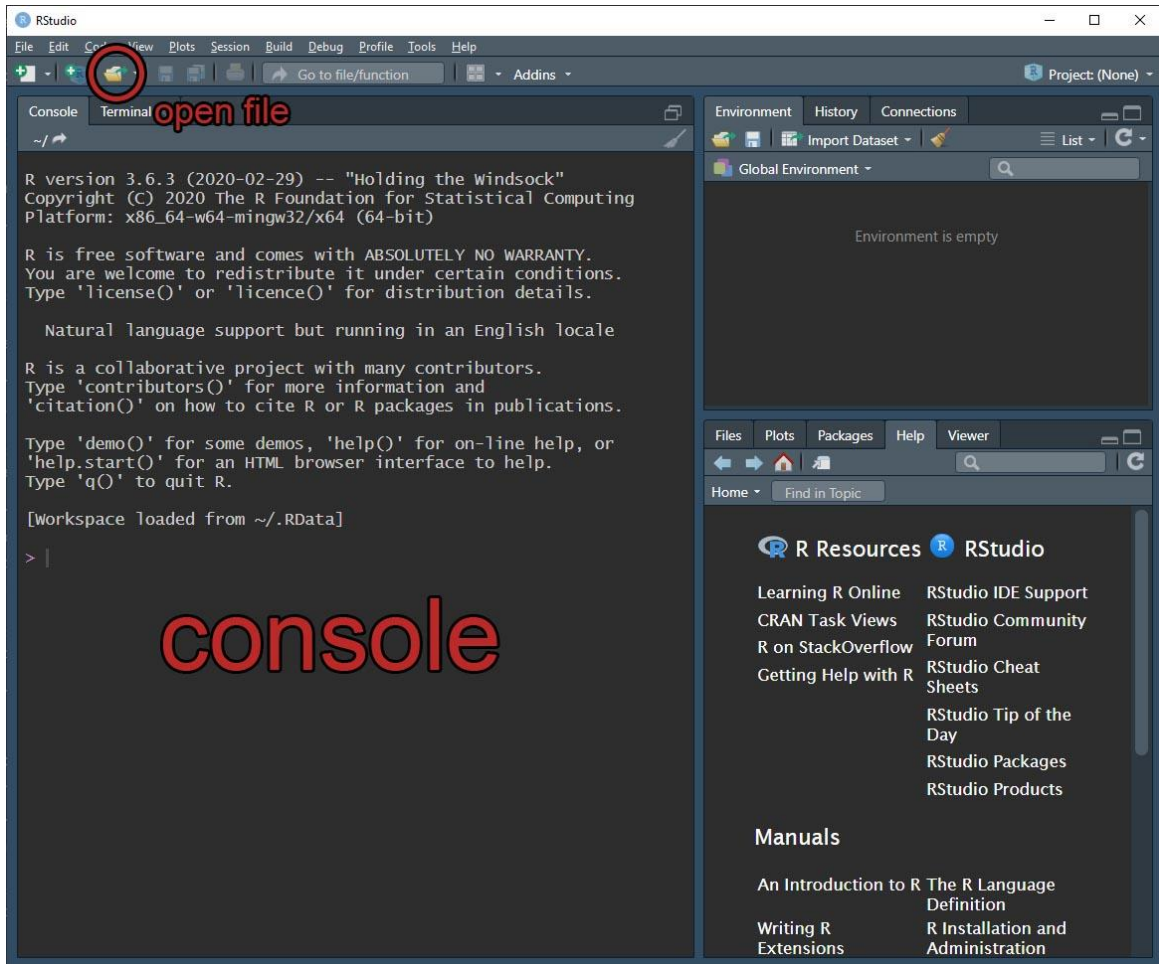 RStudio
File Edit Code View Plots Session Build Debug Profile Tools Help
Go to file/function Addins Project: (None)
open file
Console Terminal
~/
R version 3.6.3 (2020-02-29) -- "Holding the Windsock"
Copyright (C) 2020 The R Foundation for Statistical Computing
Platform: x86_64-w64-mingw32/x64 (64-bit)
R is free software and comes with ABSOLUTELY NO WARRANTY.
You are welcome to redistribute it under certain conditions.
Type 'license()' or 'licence()' for distribution details.
Natural language support but running in an English locale
R is a collaborative project with many contributors.
Type 'contributors()' for more information and
'citation()' on how to cite R or R packages in publications.
Type 'demo()' for some demos, 'help()' for on-line help, or
'help.start()' for an HTML browser interface to help.
Type 'q()' to quit R.
[Workspace loaded from ~/.RData]
>
console
Environment History Connections
Import Dataset List
Global Environment
Environment is empty
Files Plots Packages Help Viewer
Home Find in Topic
R R Resources R RStudio
Learning R Online
CRAN Task Views
R on StackOverflow
Getting Help with R
RStudio IDE Support
RStudio Community
Forum
RStudio Cheat
Sheets
RStudio Tip of the
Day
RStudio Packages
RStudio Products
Manuals
An Introduction to R
Writing R
Extensions
The R Language
Definition
R Installation and
Administration